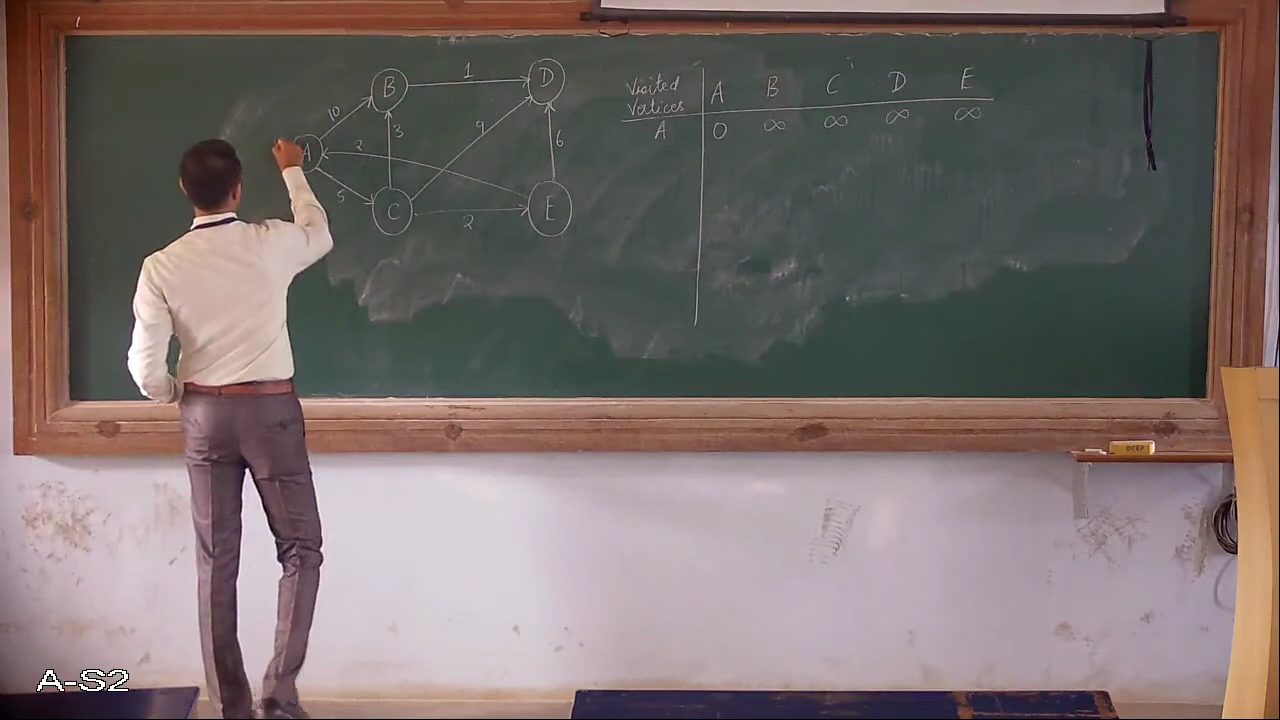 B
1
D
10
3
9
A
2
6
5
C
2
E
Visited
Vertices
A B C D E
A 0 ∞ ∞ ∞ ∞
A-S2